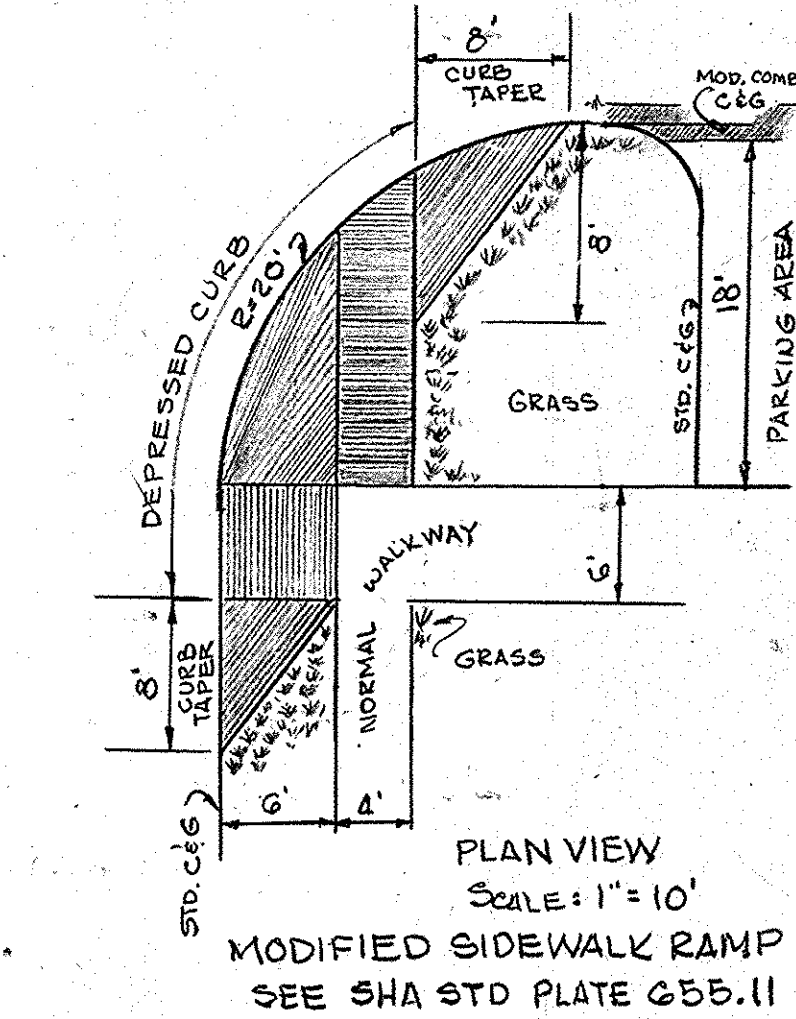 8'
CURB
TAPER
MOD. COMB
C&G
DEPRESSED CURB
R=20'
8'
18'
STD. C&G
PARKING AREA
GRASS
WALKWAY
6'
NORMAL
GRASS
8'
CURB
TAPER
6'
4'
STD. C&G
PLAN VIEW
SCALE: 1" = 10'
MODIFIED SIDEWALK RAMP
SEE SHA STD PLATE 655.11